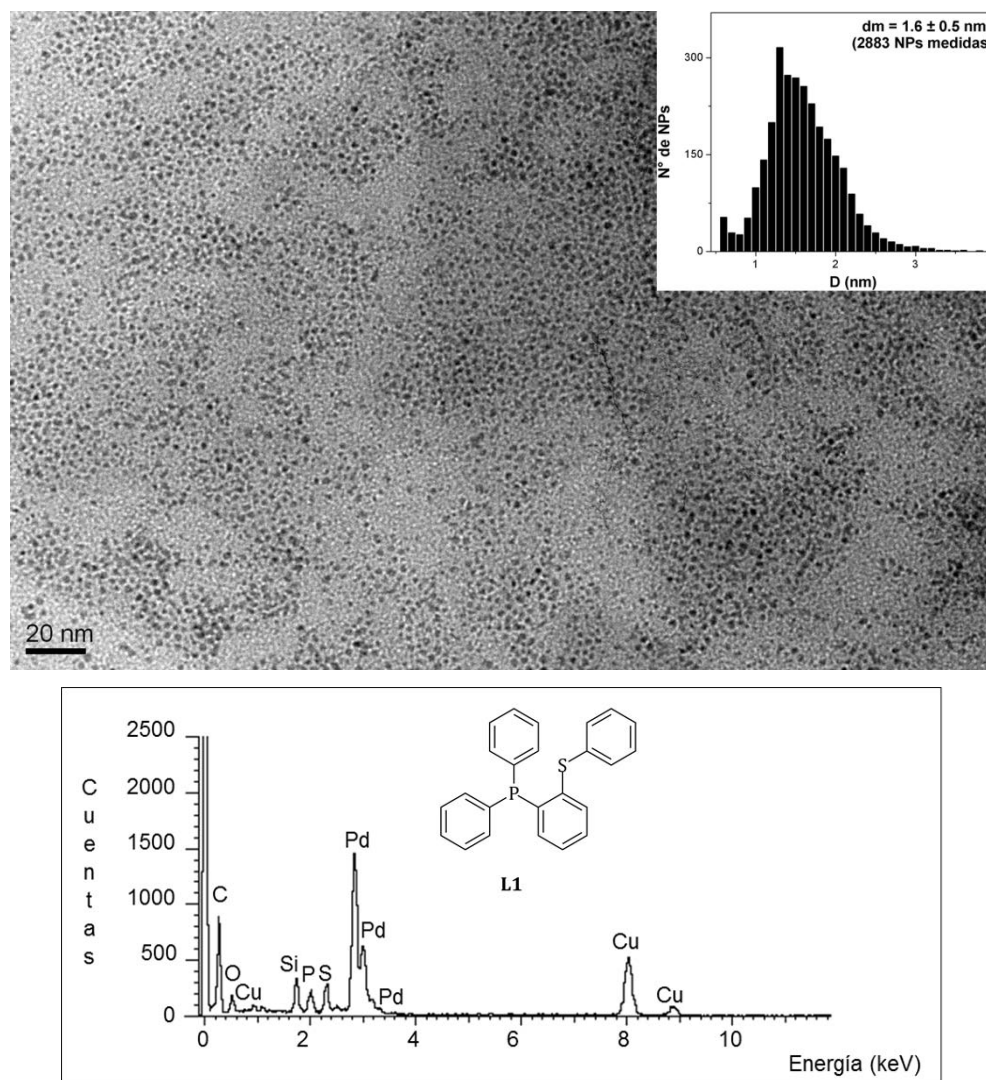 dm = 1.6 ± 0.5 nm
(2883 NPs medidas
300
150
0
N° de NPs
1
2
3
D (nm)
20 nm
2500
2000
1500
1000
500
0
Cuentas
C
O
Cu
Si
P
S
Pd
Pd
Pd
Cu
Cu
S
P
L1
0
2
4
6
8
10
Energía (keV)